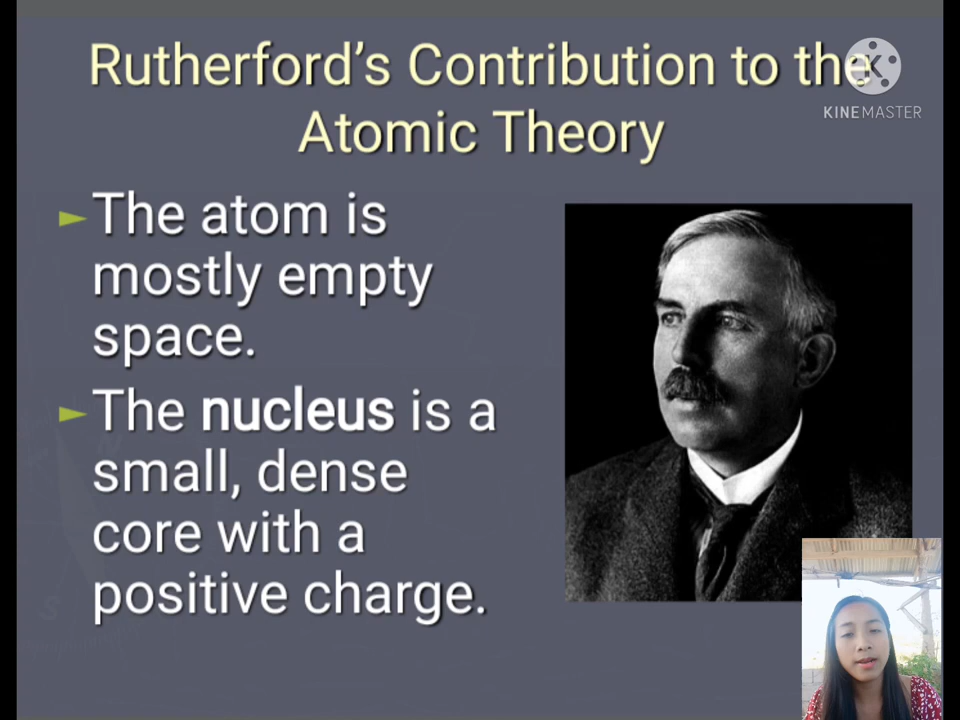 Rutherford's Contribution to the
Atomic Theory
KINEMASTER
►The atom is
mostly empty
space.
►The nucleus is a
small, dense
core with a
positive charge.